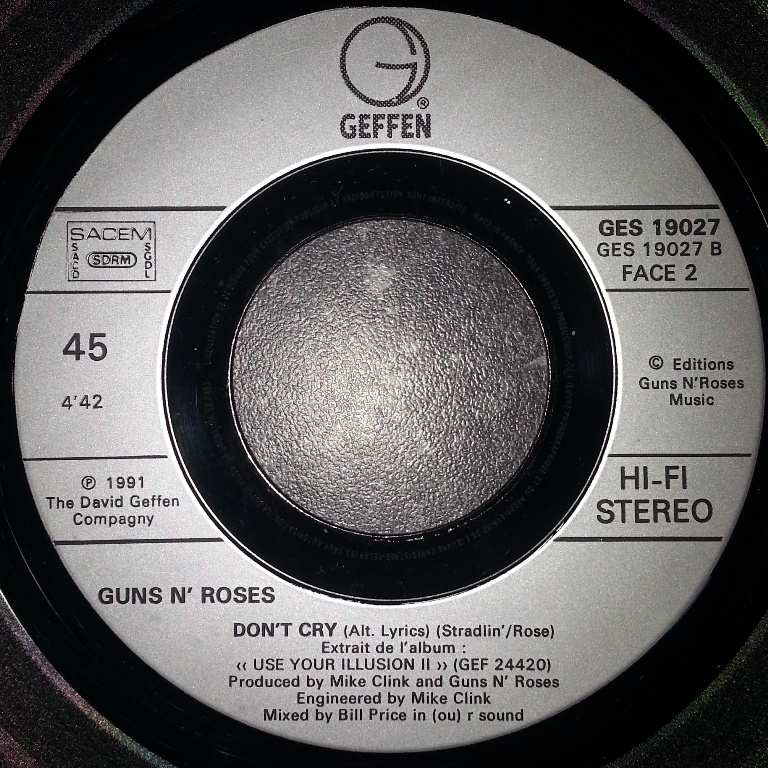 GEFFEN®
SACEM
SACD SDRM SGDL
GES 19027
GES 19027 B
FACE 2
45
4'42
© Editions
Guns N'Roses
Music
℗ 1991
The David Geffen
Compagny
HI-FI
STEREO
GUNS N' ROSES
DON'T CRY (Alt. Lyrics) (Stradlin'/Rose)
Extrait de l'album :
‹‹ USE YOUR ILLUSION II ›› (GEF 24420)
Produced by Mike Clink and Guns N' Roses
Engineered by Mike Clink
Mixed by Bill Price in (ou) r sound